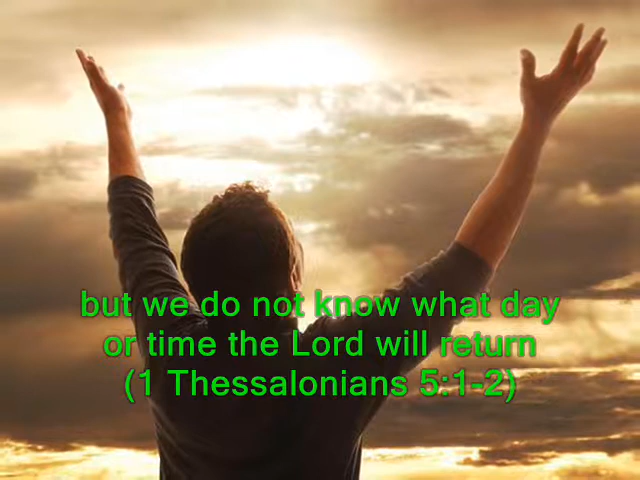 but we do not know what day
or time the Lord will return
(1 Thessalonians 5:1-2)